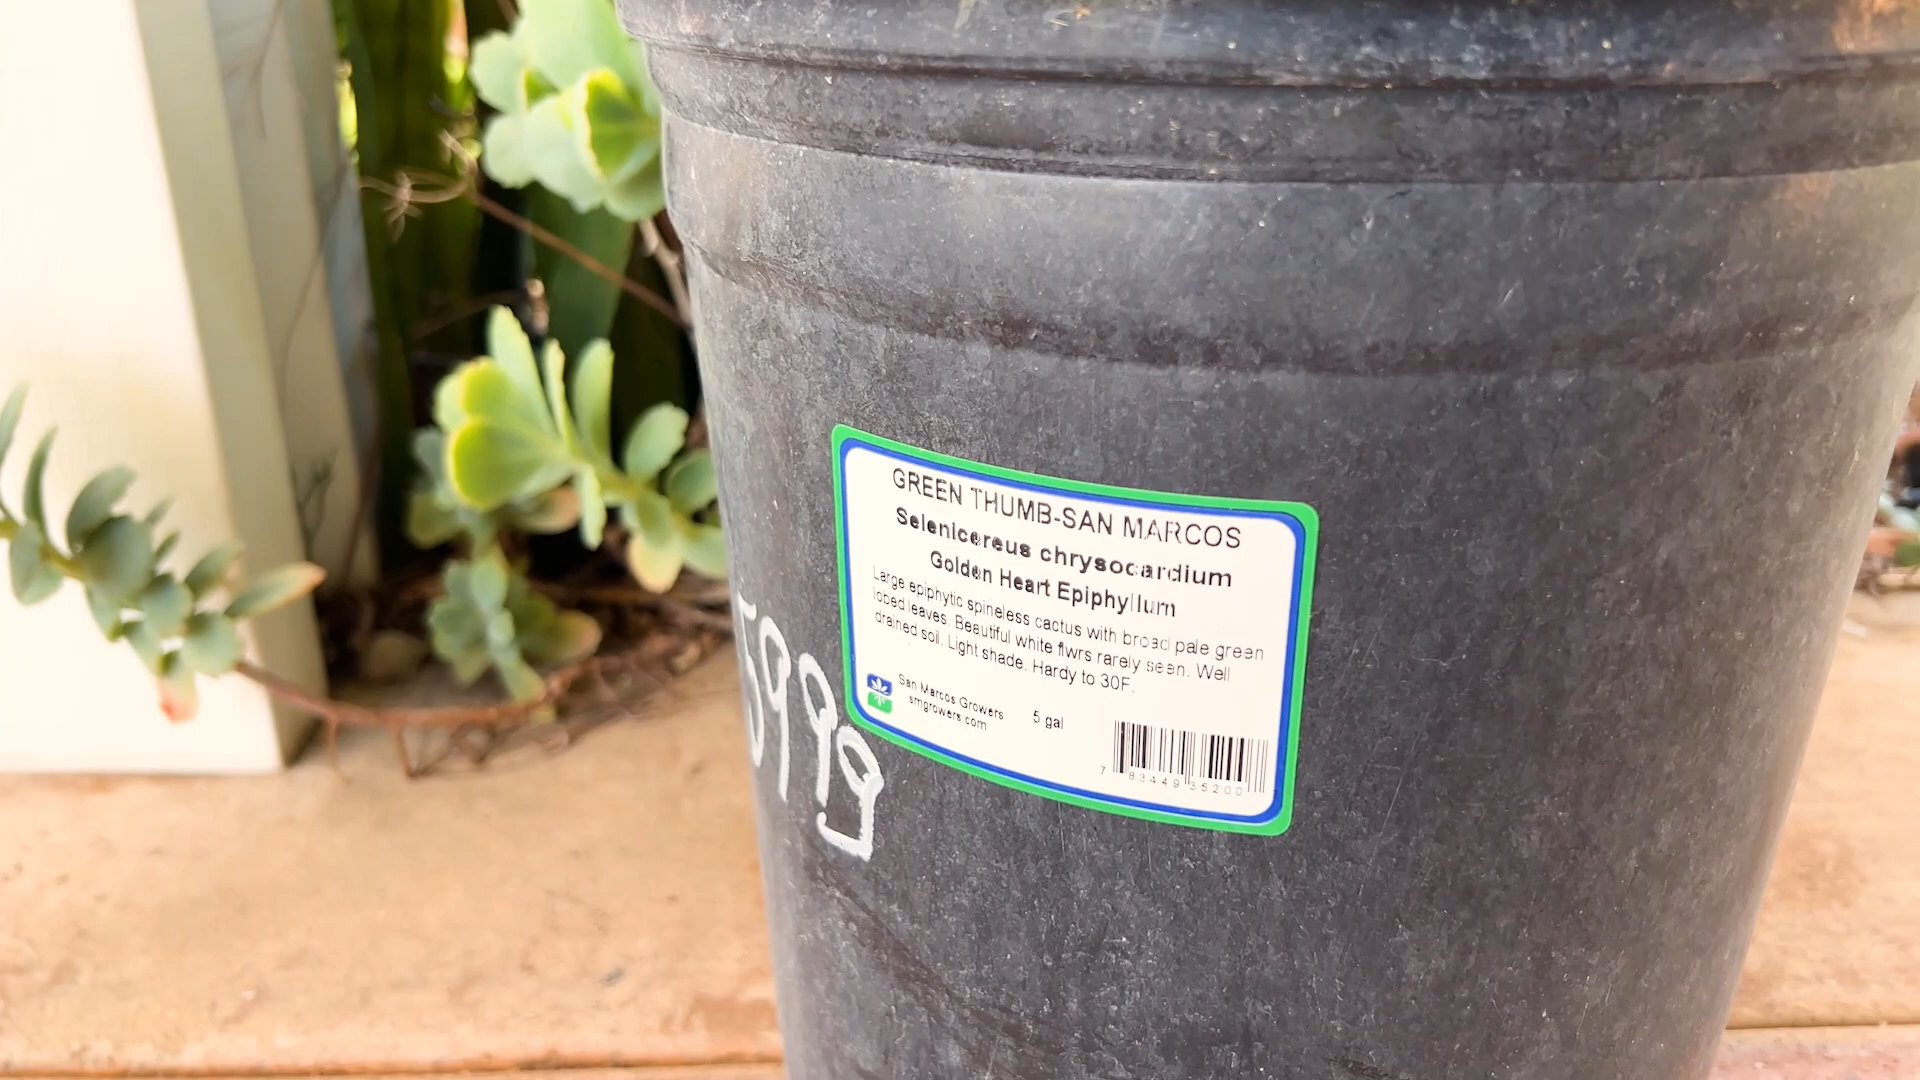 GREEN THUMB-SAN MARCOS
Selenicereus chrysocardium
Golden Heart Epiphyllum
Large epiphytic spineless cactus with broad pale green
lobed leaves. Beautiful white flwrs rarely seen. Well
drained soil. Light shade. Hardy to 30F.
San Marcos Growers
smgrowers.com
5 gal
7 83449 35200
5999